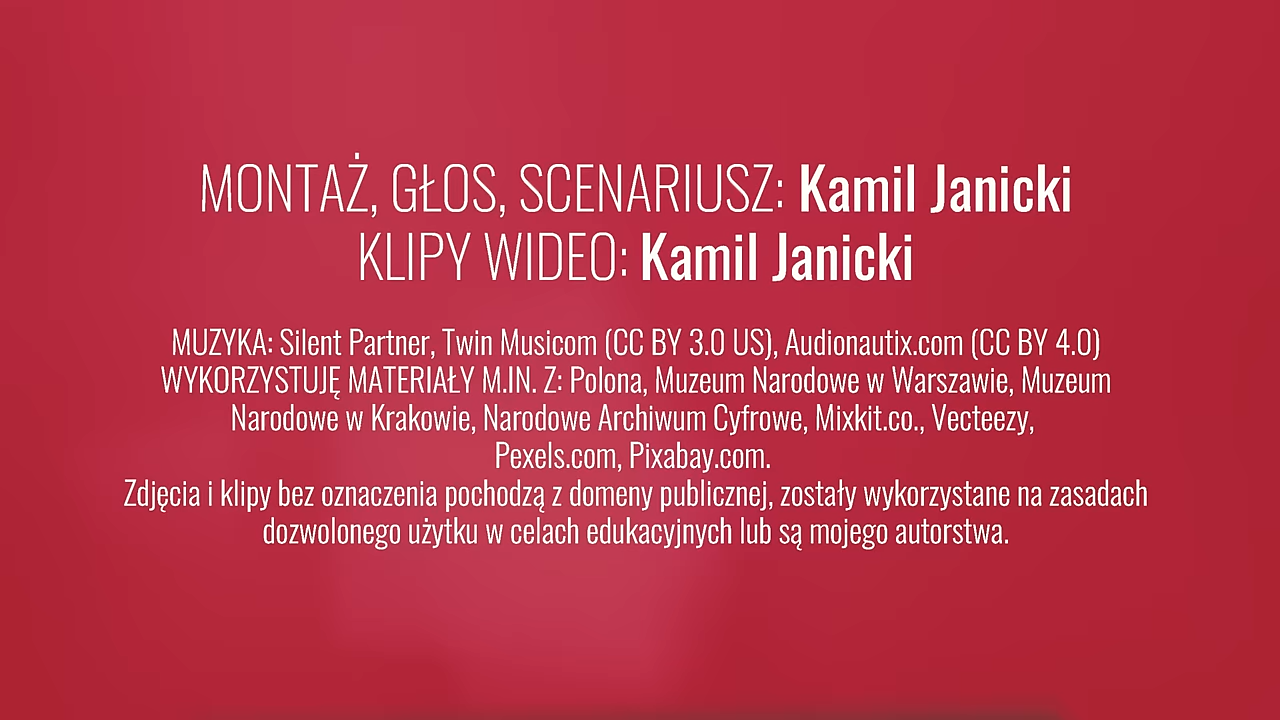 MONTAŻ, GŁOS, SCENARIUSZ: Kamil Janicki
KLIPY WIDEO: Kamil Janicki
MUZYKA: Silent Partner, Twin Musicom (CC BY 3.0 US), Audionautix.com (CC BY 4.0)
WYKORZYSTUJĘ MATERIAŁY M.IN. Z: Polona, Muzeum Narodowe w Warszawie, Muzeum
Narodowe w Krakowie, Narodowe Archiwum Cyfrowe, Mixkit.co., Vecteezy,
Pexels.com, Pixabay.com.
Zdjęcia i klipy bez oznaczenia pochodzą z domeny publicznej, zostały wykorzystane na zasadach
dozwolonego użytku w celach edukacyjnych lub są mojego autorstwa.